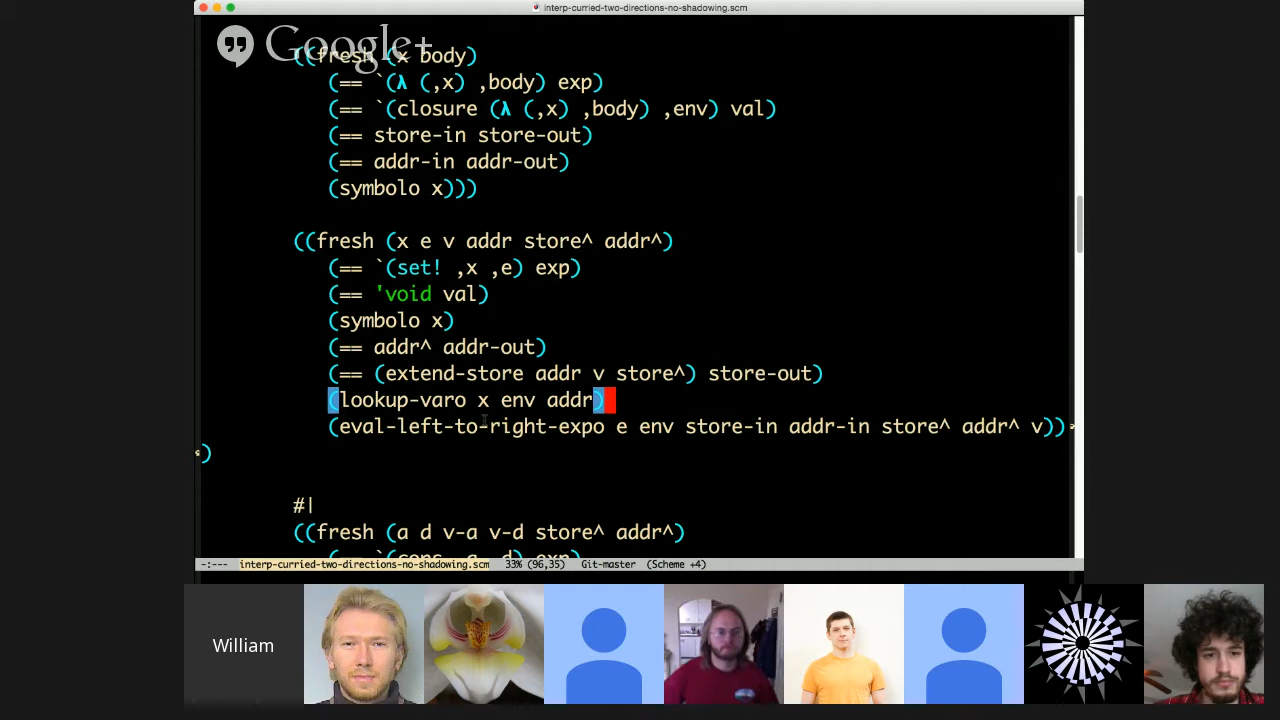 interp-curried-two-directions-no-shadowing.scm
Google+
((fresh (x body)
(== `(λ (,x) ,body) exp)
(== `(closure (λ (,x) ,body) ,env) val)
(== store-in store-out)
(== addr-in addr-out)
(symbolo x)))
((fresh (x e v addr store^ addr^)
(== `(set! ,x ,e) exp)
(== 'void val)
(symbolo x)
(== addr^ addr-out)
(== (extend-store addr v store^) store-out)
(lookup-varo x env addr)
(eval-left-to-right-expo e env store-in addr-in store^ addr^ v))
)
#|
((fresh (a d v-a v-d store^ addr^)
(== `(cons ,a ,d) exp)
-:--- interp-curried-two-directions-no-shadowing.scm 33% (96,35) Git-master (Scheme +4)
William